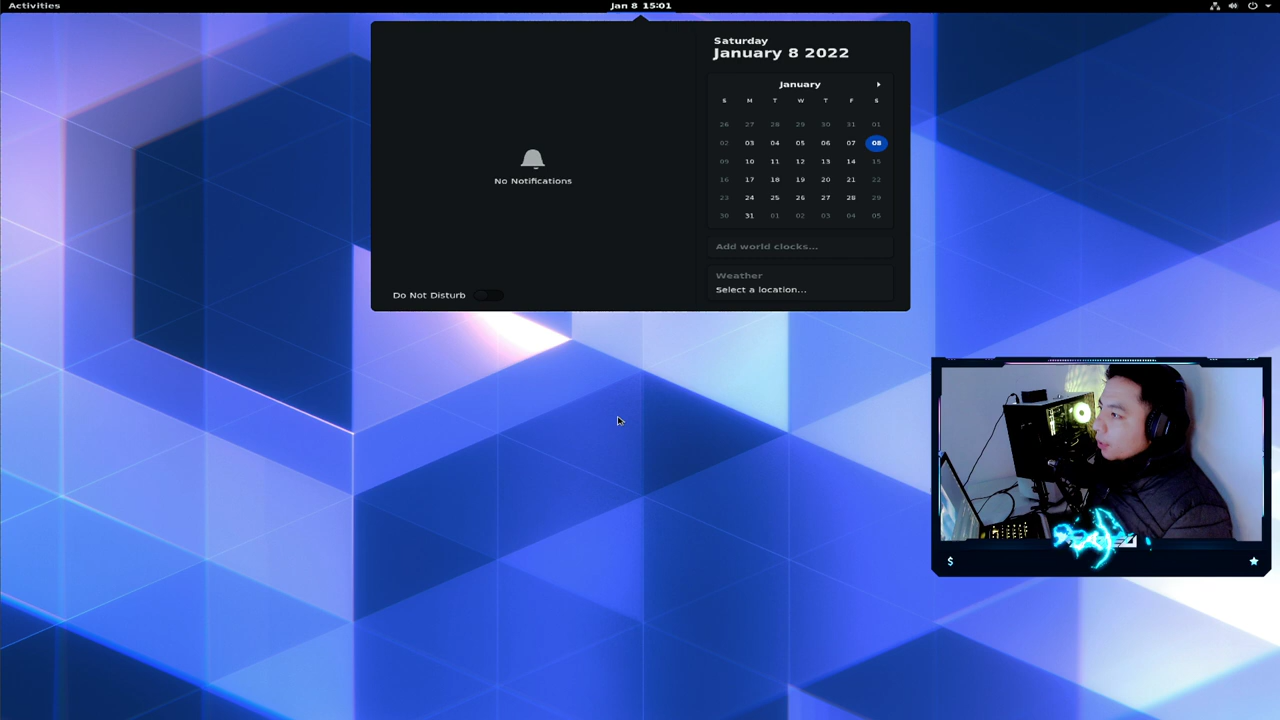 Activities
Jan 8 15:01
No Notifications
Do Not Disturb
Saturday
January 8 2022
January
S M T W T F S
26 27 28 29 30 31 01
02 03 04 05 06 07 08
09 10 11 12 13 14 15
16 17 18 19 20 21 22
23 24 25 26 27 28 29
30 31 01 02 03 04 05
Add world clocks...
Weather
Select a location...
$